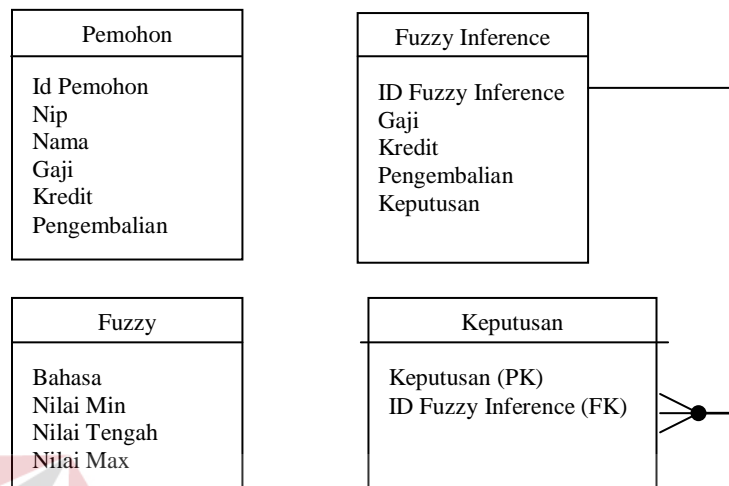 Pemohon
Id Pemohon
Nip
Nama
Gaji
Kredit
Pengembalian
Fuzzy Inference
ID Fuzzy Inference
Gaji
Kredit
Pengembalian
Keputusan
Fuzzy
Bahasa
Nilai Min
Nilai Tengah
Nilai Max
Keputusan
Keputusan (PK)
ID Fuzzy Inference (FK)